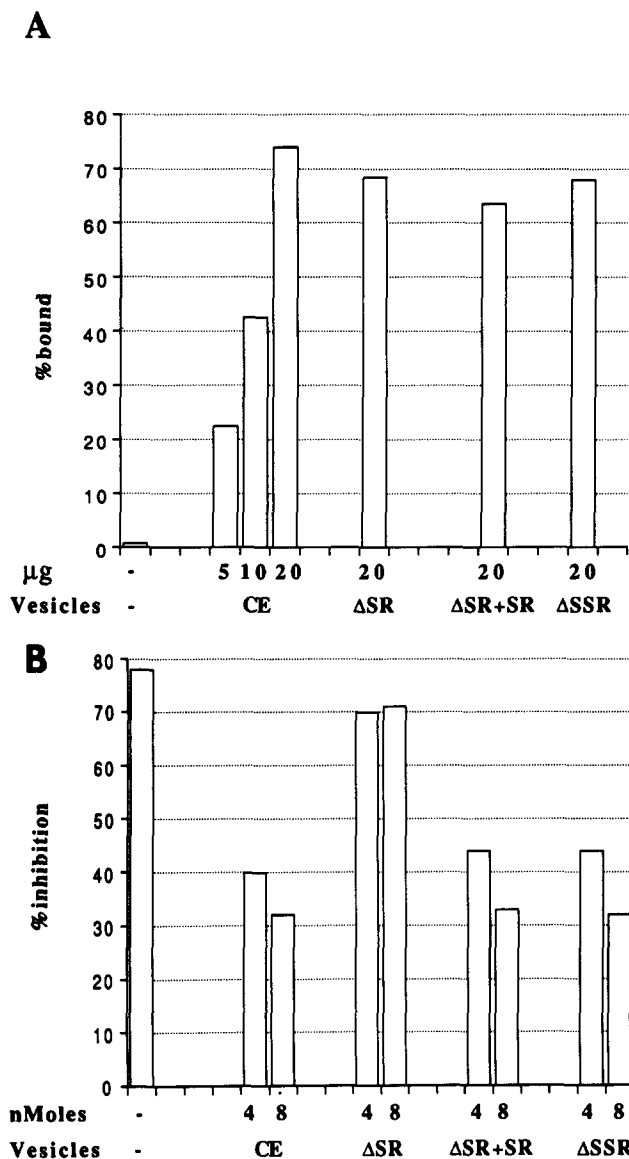 A
80
70
60
50
40
30
20
10
0
%bound
μg - 5 10 20 20 20 20
Vesicles - CE ΔSR ΔSR+SR ΔSSR
B
80
70
60
50
40
30
20
10
0
%inhibition
nMoles - 4 8 4 8 4 8 4 8
Vesicles - CE ΔSR ΔSR+SR ΔSSR